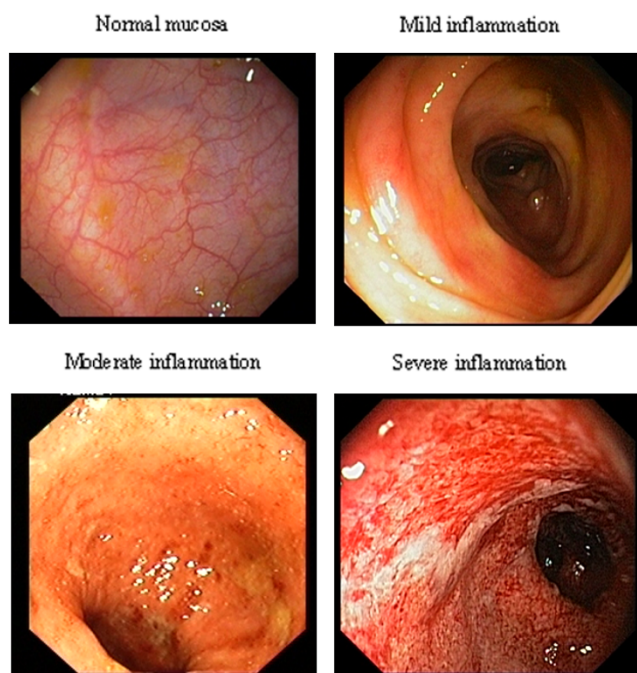 Normal mucosa
Mild inflammation
Moderate inflammation
Severe inflammation